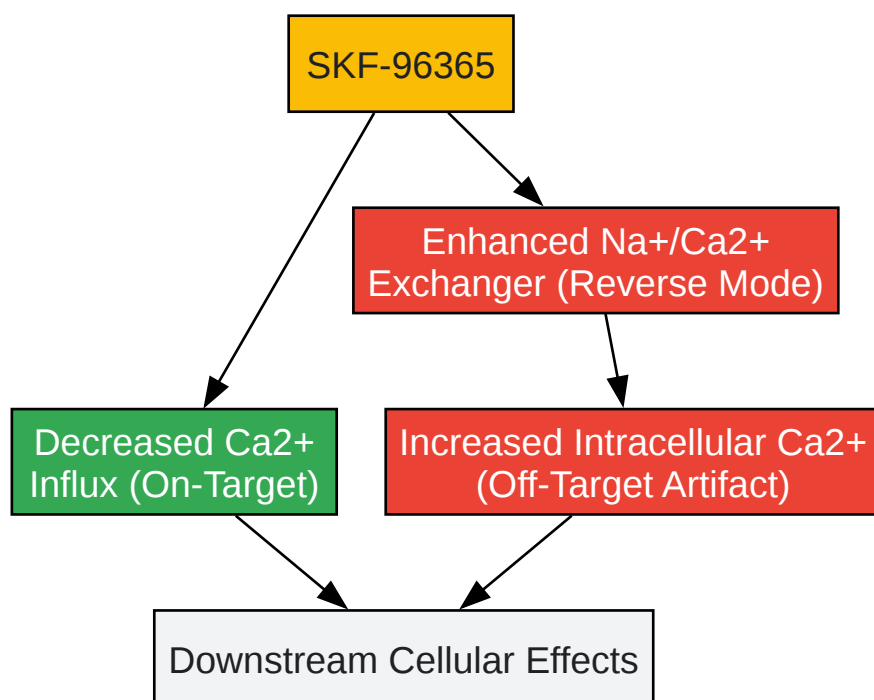 SKF-96365
Enhanced Na+/Ca2+
Exchanger (Reverse Mode)
Decreased Ca2+
Influx (On-Target)
Increased Intracellular Ca2+
(Off-Target Artifact)
Downstream Cellular Effects